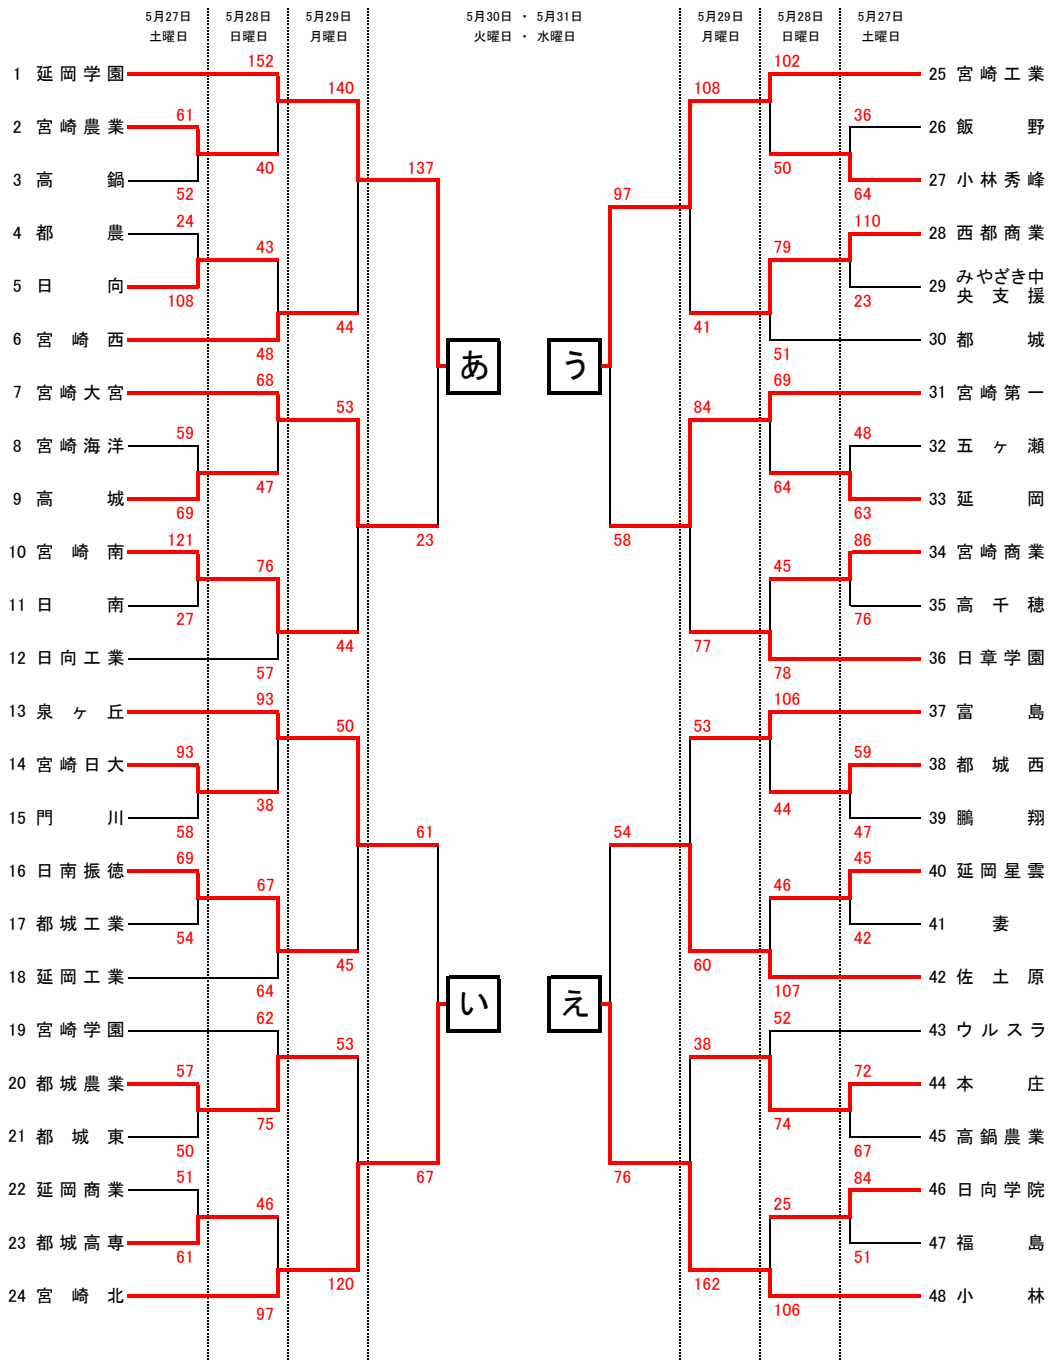 5月27日 5月28日 5月29日 5月30日 ・ 5月31日 5月29日 5月28日 5月27日
土曜日 日曜日 月曜日 火曜日 ・ 水曜日 月曜日 日曜日 土曜日
152 102
1 延岡学園 25 宮崎工業
140 108
61 36
2 宮崎農業 26 飯野
40 137 50
3 高鍋 27 小林秀峰
52 97 64
24 110
4 都農 28 西都商業
43 79
5 日向 29 みやざき中央支援
108 23
44 41
6 宮崎西 30 都城
48 51
あ う
68 69
7 宮崎大宮 31 宮崎第一
53 84
59 48
8 宮崎海洋 32 五ヶ瀬
47 64
9 高城 33 延岡
69 63
23 58
121 86
10 宮崎南 34 宮崎商業
76 45
11 日南 35 高千穂
27 76
44 77
12 日向工業 36 日章学園
57 78
93 106
13 泉ヶ丘 37 富島
50 53
93 59
14 宮崎日大 38 都城西
38 44
15 門川 39 鵬翔
58 61 54 47
69 45
16 日南振徳 40 延岡星雲
67 46
17 都城工業 41 妻
54 42
45 60
18 延岡工業 42 佐土原
64 107
い え
62 52
19 宮崎学園 43 ウルスラ
53 38
57 72
20 都城農業 44 本庄
75 74
21 都城東 45 高鍋農業
50 67
67 76
51 84
22 延岡商業 46 日向学院
46 25
23 都城高専 47 福島
61 51
120 162
24 宮崎北 48 小林
97 106